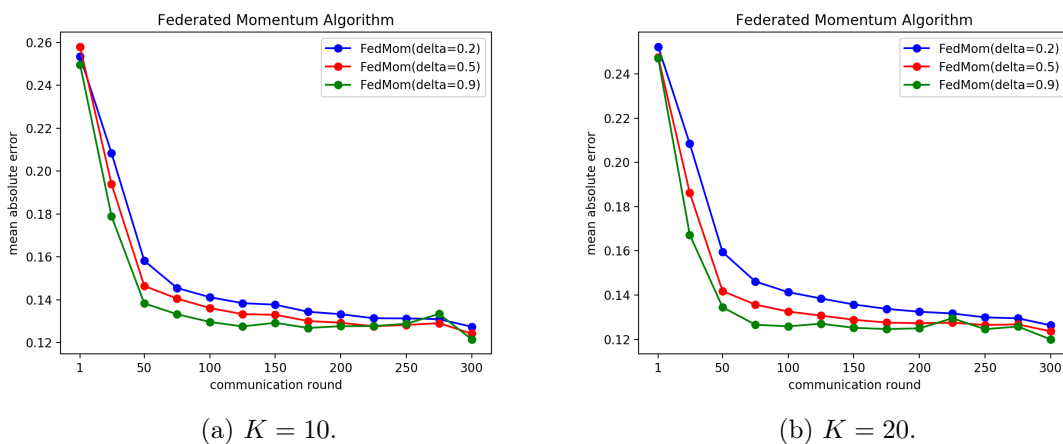 Federated Momentum Algorithm
FedMom(delta=0.2)
FedMom(delta=0.5)
FedMom(delta=0.9)
mean absolute error
0.26
0.24
0.22
0.20
0.18
0.16
0.14
0.12
1 50 100 150 200 250 300
communication round
(a) K = 10.
Federated Momentum Algorithm
FedMom(delta=0.2)
FedMom(delta=0.5)
FedMom(delta=0.9)
mean absolute error
0.24
0.22
0.20
0.18
0.16
0.14
0.12
1 50 100 150 200 250 300
communication round
(b) K = 20.